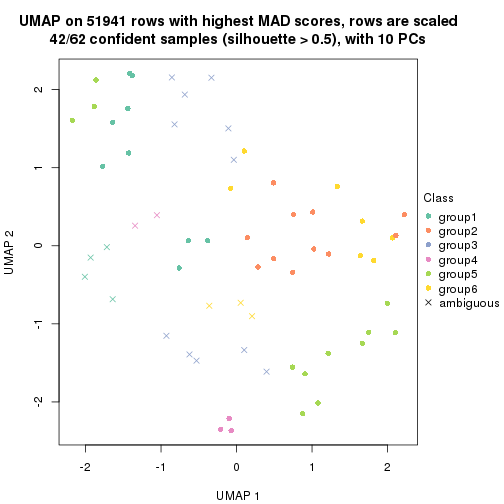 UMAP on 51941 rows with highest MAD scores, rows are scaled
42/62 confident samples (silhouette > 0.5), with 10 PCs
2
1
0
-1
-2
UMAP 2
-2
-1
0
1
2
UMAP 1
Class
group1
group2
group3
group4
group5
group6
ambiguous